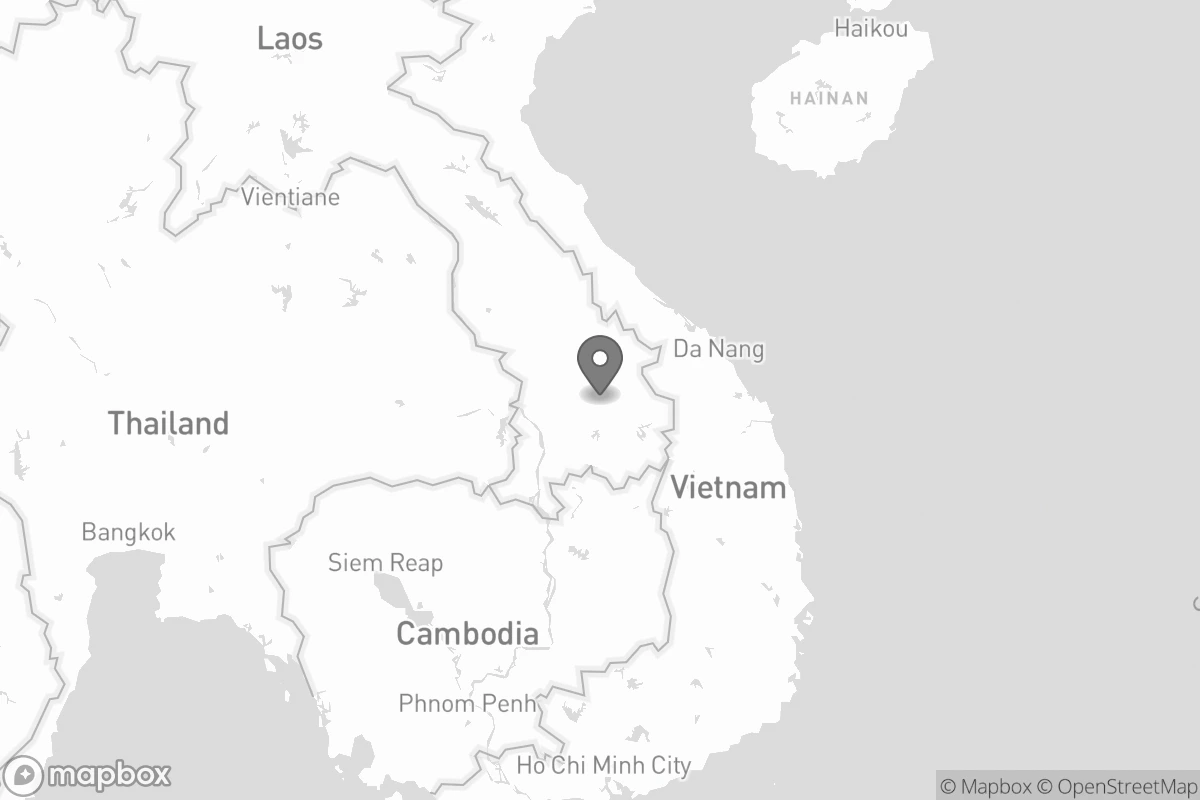 Haikou
Laos
HAINAN
Vientiane
Da Nang
Thailand
Vietnam
Bangkok
Siem Reap
Cambodia
Phnom Penh
Ho Chi Minh City
mapbox
© Mapbox © OpenStreetMap